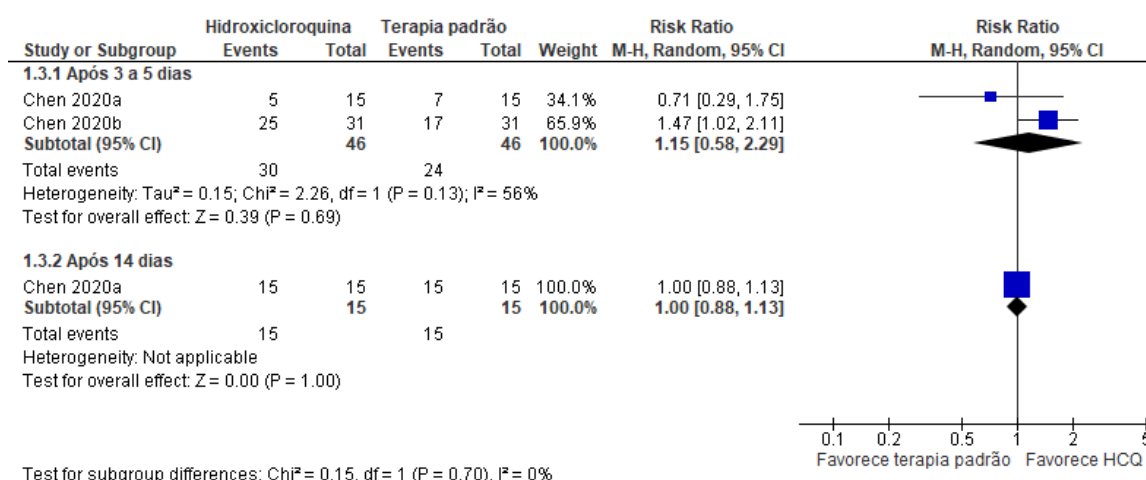 Hidroxicloroquina Terapia padrão Risk Ratio Risk Ratio
Study or Subgroup Events Total Events Total Weight M-H, Random, 95% CI M-H, Random, 95% CI
1.3.1 Após 3 a 5 dias
Chen 2020a 5 15 7 15 34.1% 0.71 [0.29, 1.75]
Chen 2020b 25 31 17 31 65.9% 1.47 [1.02, 2.11]
Subtotal (95% CI) 46 46 100.0% 1.15 [0.58, 2.29]
Total events 30 24
Heterogeneity: Tau² = 0.15; Chi² = 2.26, df = 1 (P = 0.13); I² = 56%
Test for overall effect: Z = 0.39 (P = 0.69)
1.3.2 Após 14 dias
Chen 2020a 15 15 15 15 100.0% 1.00 [0.88, 1.13]
Subtotal (95% CI) 15 15 100.0% 1.00 [0.88, 1.13]
Total events 15 15
Heterogeneity: Not applicable
Test for overall effect: Z = 0.00 (P = 1.00)
0.1 0.2 0.5 1 2 5
Favorece terapia padrão Favorece HCQ
Test for subgroup differences: Chi² = 0.15, df = 1 (P = 0.70), I² = 0%